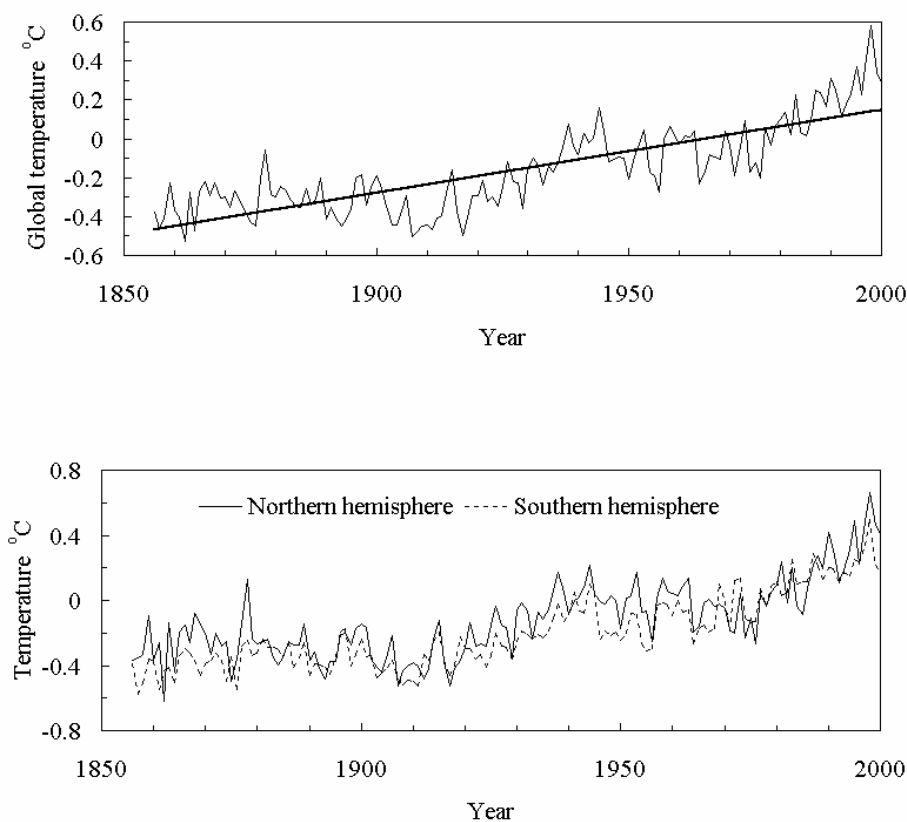 Global temperature °C
0.6
0.4
0.2
0
-0.2
-0.4
-0.6
1850 1900 1950 2000
Year
Temperature °C
0.8
0.4
0
-0.4
-0.8
Northern hemisphere Southern hemisphere
1850 1900 1950 2000
Year